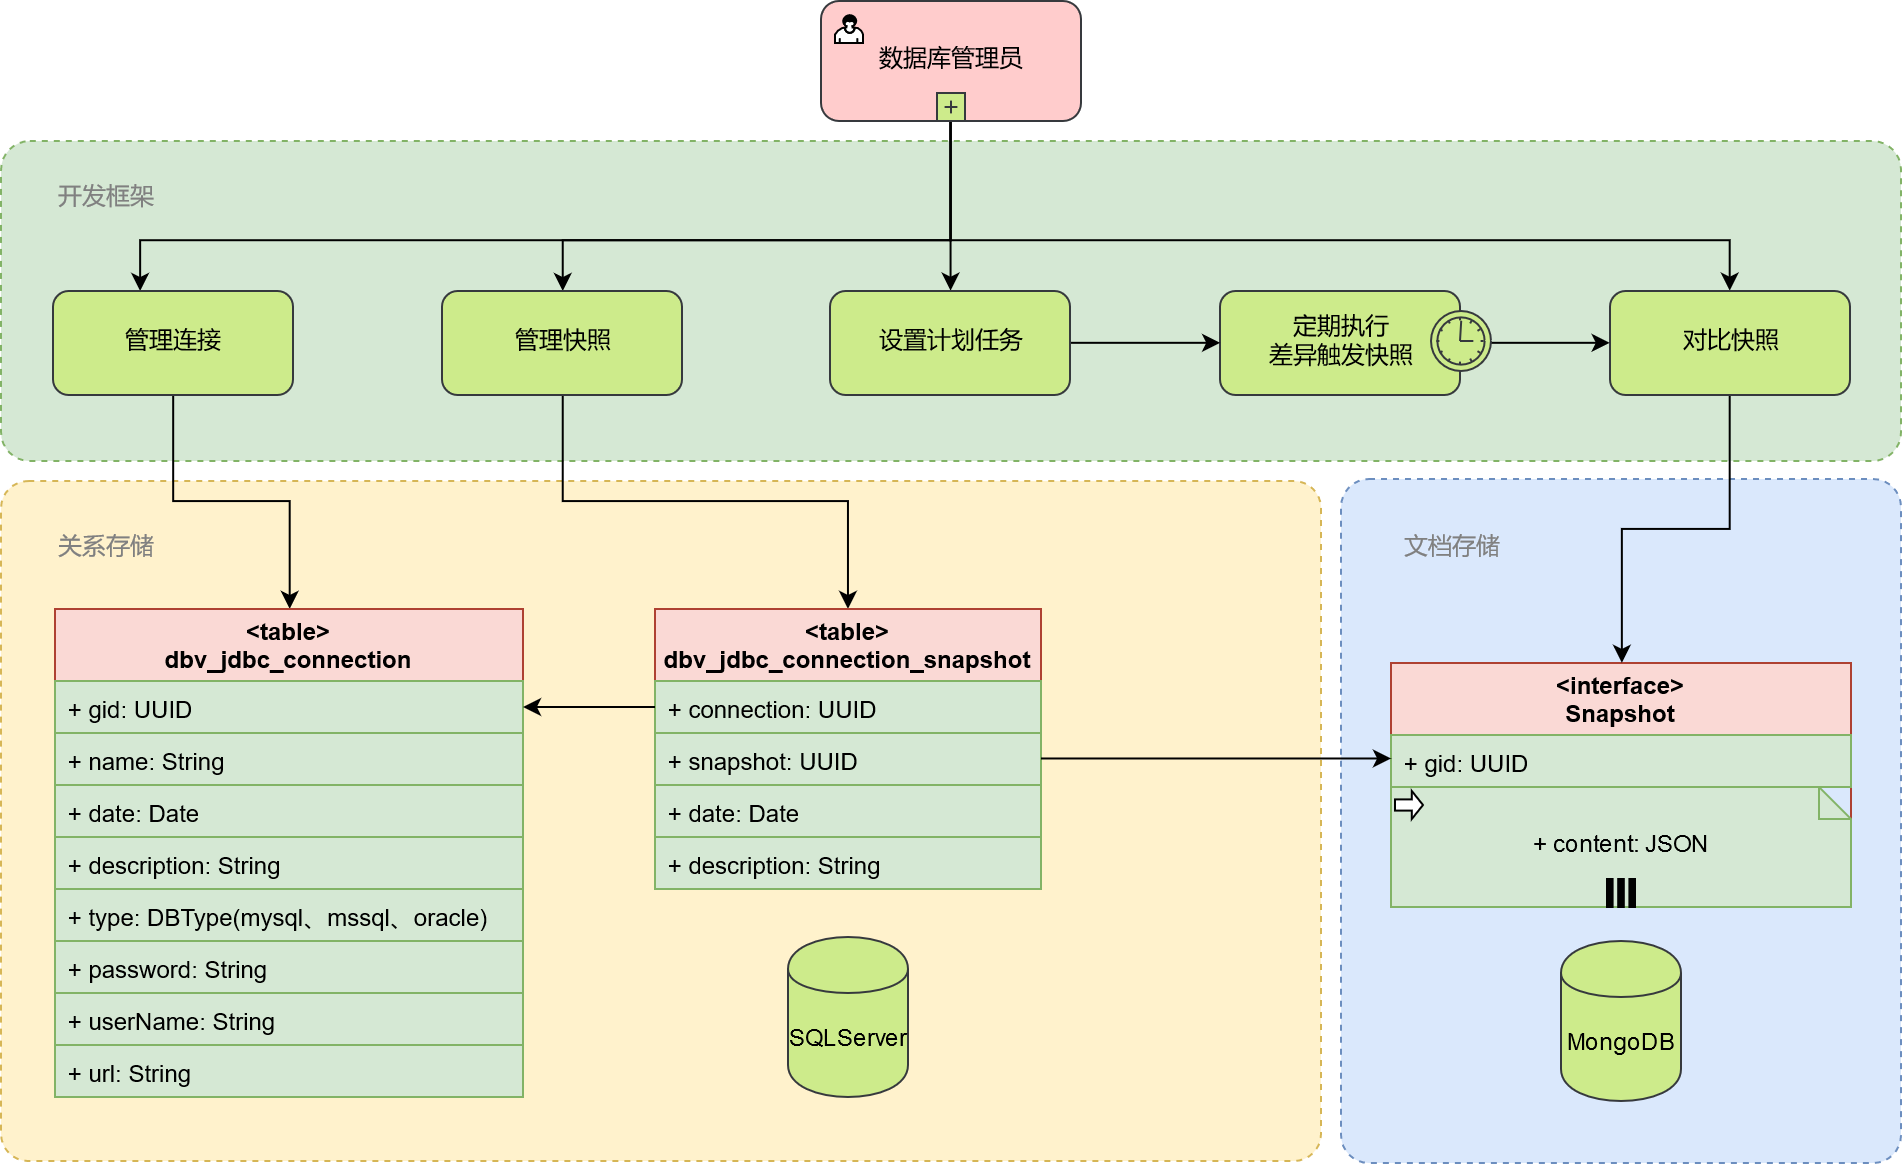 数据库管理员
+
开发框架
管理连接
管理快照
设置计划任务
定期执行
差异触发快照
对比快照
关系存储
<table>
dbv_jdbc_connection
+ gid: UUID
+ name: String
+ date: Date
+ description: String
+ type: DBType(mysql、mssql、oracle)
+ password: String
+ userName: String
+ url: String
<table>
dbv_jdbc_connection_snapshot
+ connection: UUID
+ snapshot: UUID
+ date: Date
+ description: String
SQLServer
文档存储
<interface>
Snapshot
+ gid: UUID
+ content: JSON
MongoDB